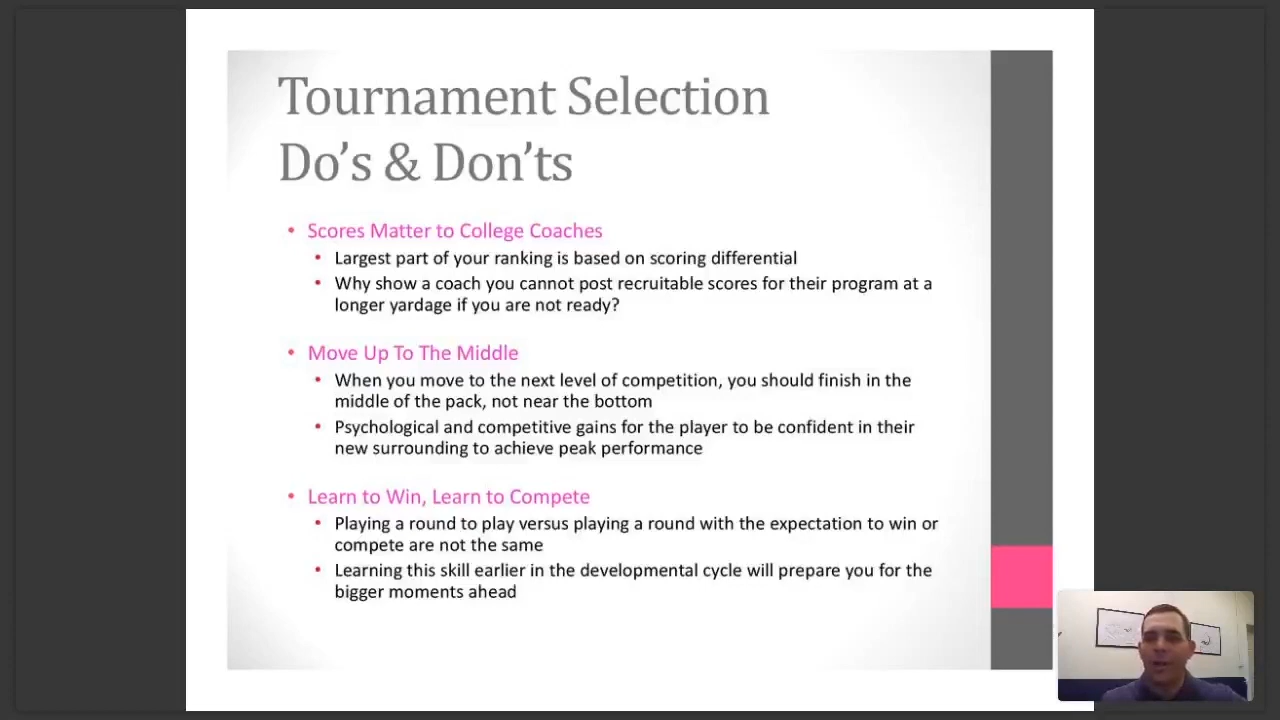 Tournament Selection
Do's & Don'ts
• Scores Matter to College Coaches
• Largest part of your ranking is based on scoring differential
• Why show a coach you cannot post recruitable scores for their program at a
longer yardage if you are not ready?
• Move Up To The Middle
• When you move to the next level of competition, you should finish in the
middle of the pack, not near the bottom
• Psychological and competitive gains for the player to be confident in their
new surrounding to achieve peak performance
• Learn to Win, Learn to Compete
• Playing a round to play versus playing a round with the expectation to win or
compete are not the same
• Learning this skill earlier in the developmental cycle will prepare you for the
bigger moments ahead